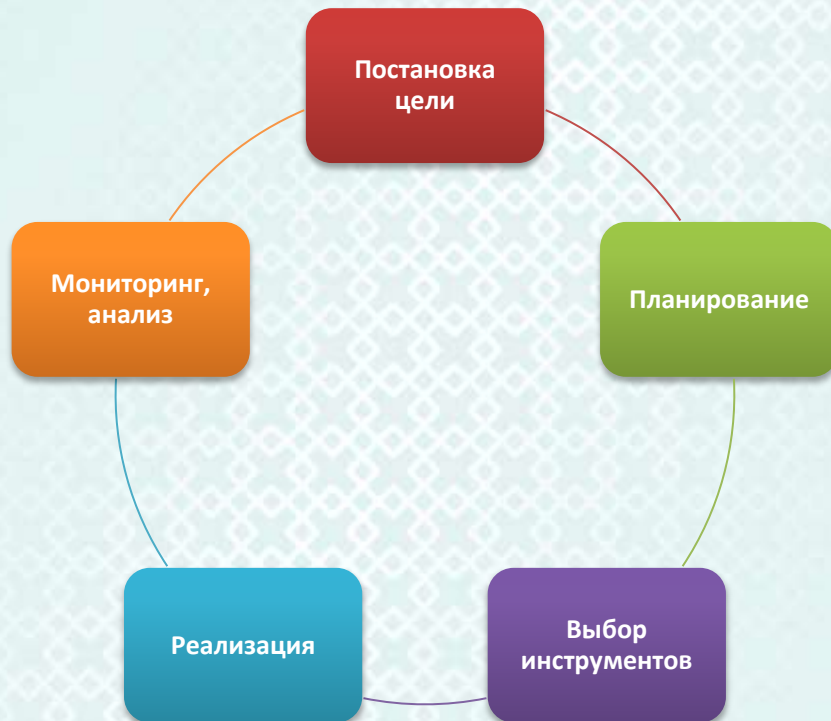 Постановка
цели
Планирование
Выбор
инструментов
Реализация
Мониторинг,
анализ